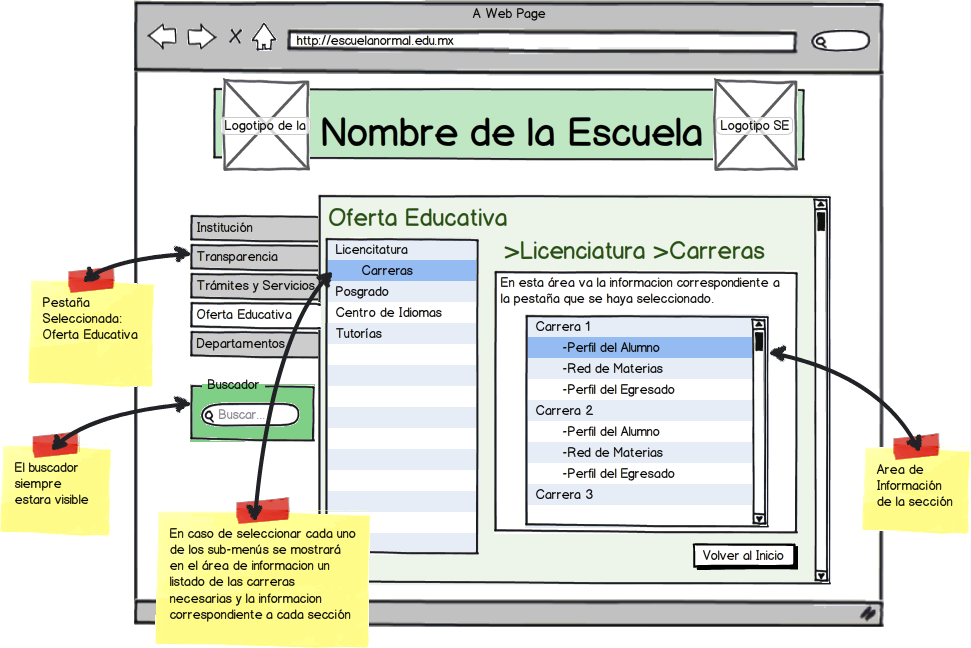 A Web Page
http://escuelanormal.edu.mx
Logotipo de la
Nombre de la Escuela
Logotipo SE
Institución
Transparencia
Trámites y Servicios
Oferta Educativa
Departamentos
Buscador
Buscar...
Oferta Educativa
Licencitatura
Carreras
Posgrado
Centro de Idiomas
Tutorías
>Licenciatura >Carreras
En esta área va la informacion correspondiente a
la pestaña que se haya seleccionado.
Carrera 1
-Perfil del Alumno
-Red de Materias
-Perfil del Egresado
Carrera 2
-Perfil del Alumno
-Red de Materias
-Perfil del Egresado
Carrera 3
Volver al Inicio
Pestaña
Seleccionada:
Oferta Educativa
El buscador
siempre
estara visible
En caso de seleccionar cada uno
de los sub-menús se mostrará
en el área de informacion un
listado de las carreras
necesarias y la informacion
correspondiente a cada sección
Area de
Información
de la sección